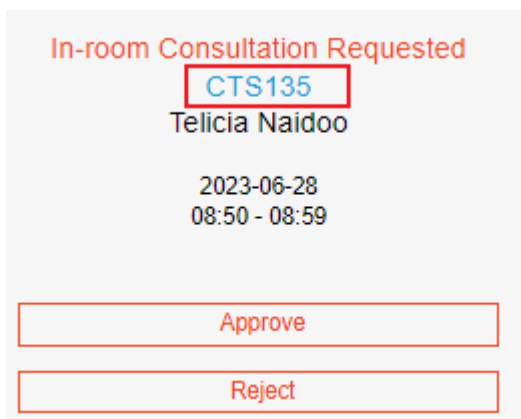 In-room Consultation Requested
CTS135
Telicia Naidoo
2023-06-28
08:50 - 08:59
Approve
Reject